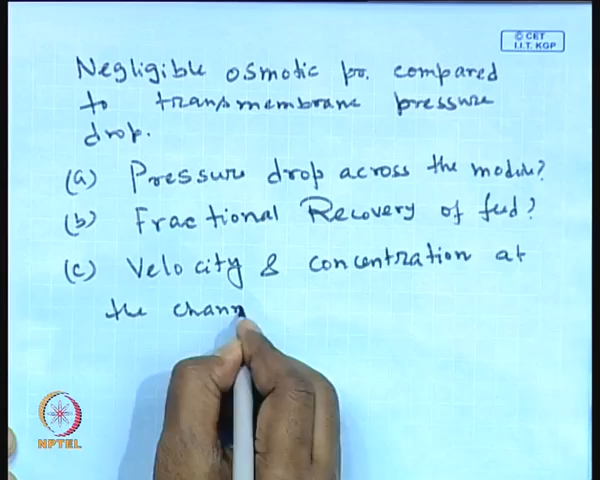 © CET
I.I.T. KGP
Negligible osmotic pr. compared
to transmembrane pressure
drop.
(a) Pressure drop across the module?
(b) Fractional Recovery of feed?
(c) Velocity & concentration at
the chann
NPTEL